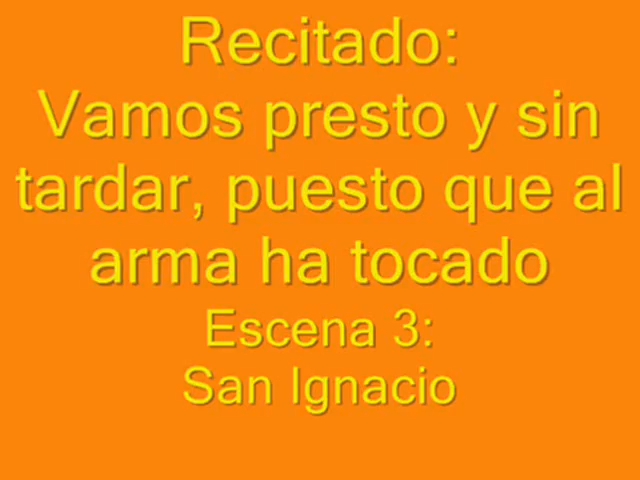 Recitado:
Vamos presto y sin
tardar, puesto que al
arma ha tocado
Escena 3:
San Ignacio